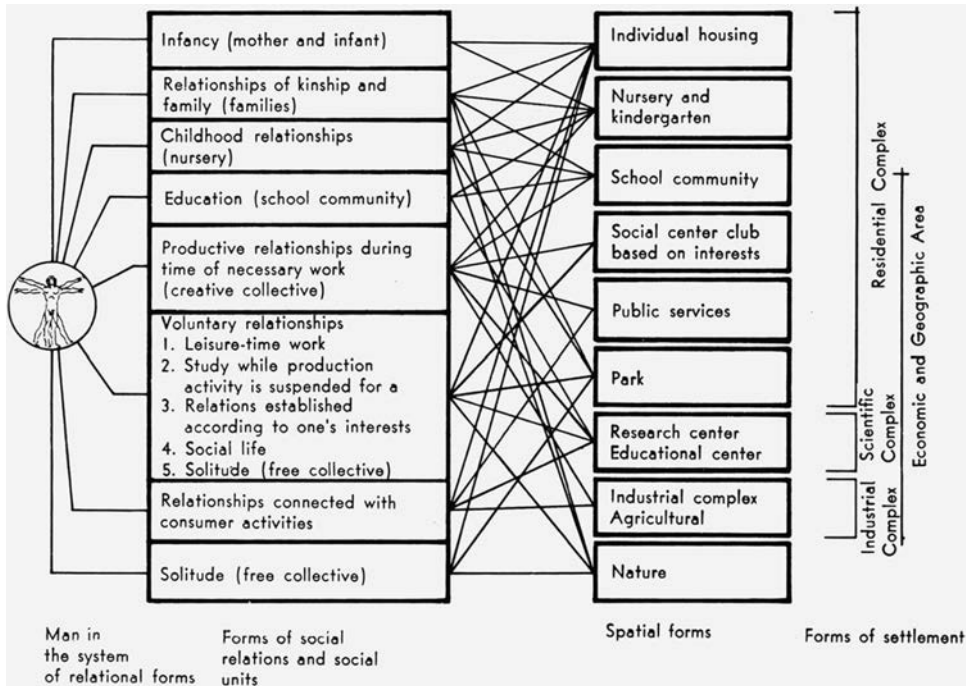 Infancy (mother and infant)
Relationships of kinship and
family (families)
Childhood relationships
(nursery)
Education (school community)
Productive relationships during
time of necessary work
(creative collective)
Voluntary relationships
1. Leisure-time work
2. Study while production
activity is suspended for a
3. Relations established
according to one's interests
4. Social life
5. Solitude (free collective)
Relationships connected with
consumer activities
Solitude (free collective)
Individual housing
Nursery and
kindergarten
School community
Social center club
based on interests
Public services
Park
Research center
Educational center
Industrial complex
Agricultural
Nature
Residential Complex
Scientific
Complex
Industrial
Complex
Economic and Geographic Area
Man in
the system
of relational forms
Forms of social
relations and social
units
Spatial forms
Forms of settlement